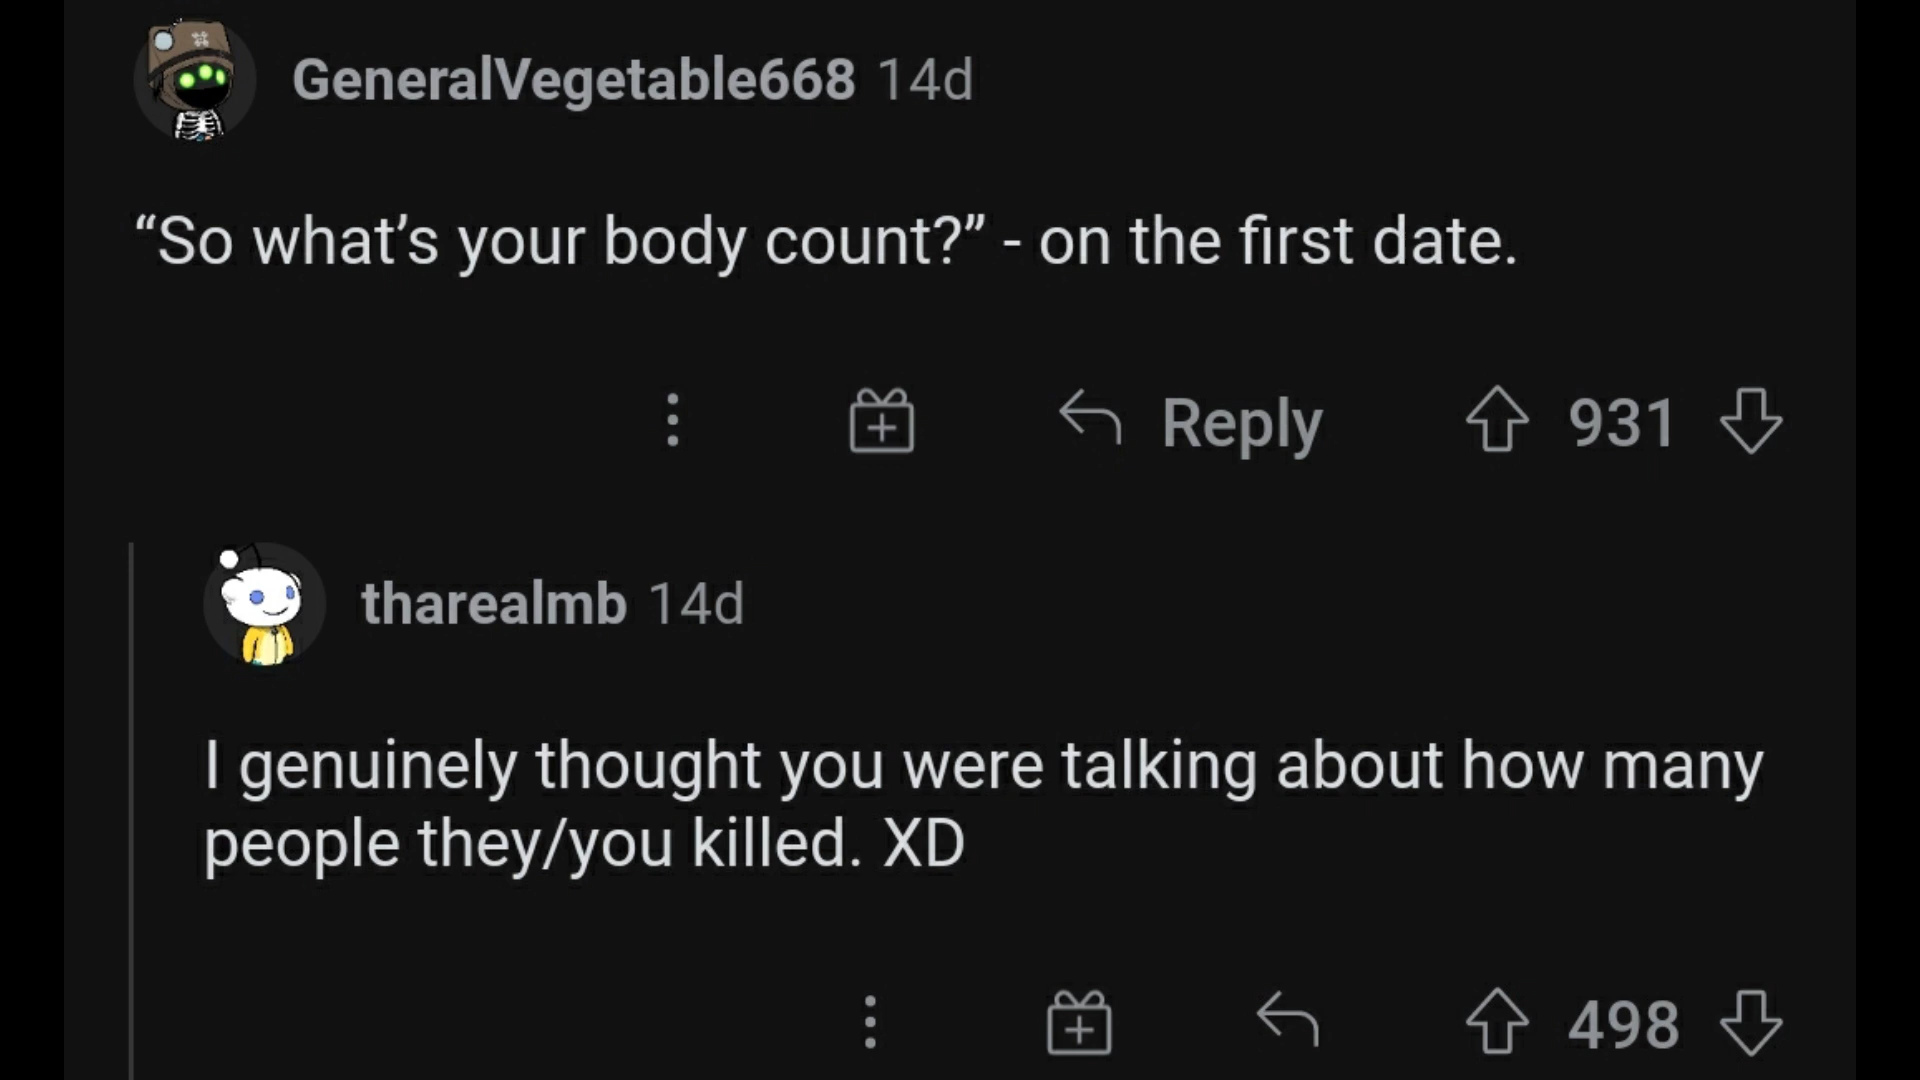 GeneralVegetable668 14d
“So what’s your body count?” - on the first date.
Reply 931
tharealmb 14d
I genuinely thought you were talking about how many
people they/you killed. XD
498